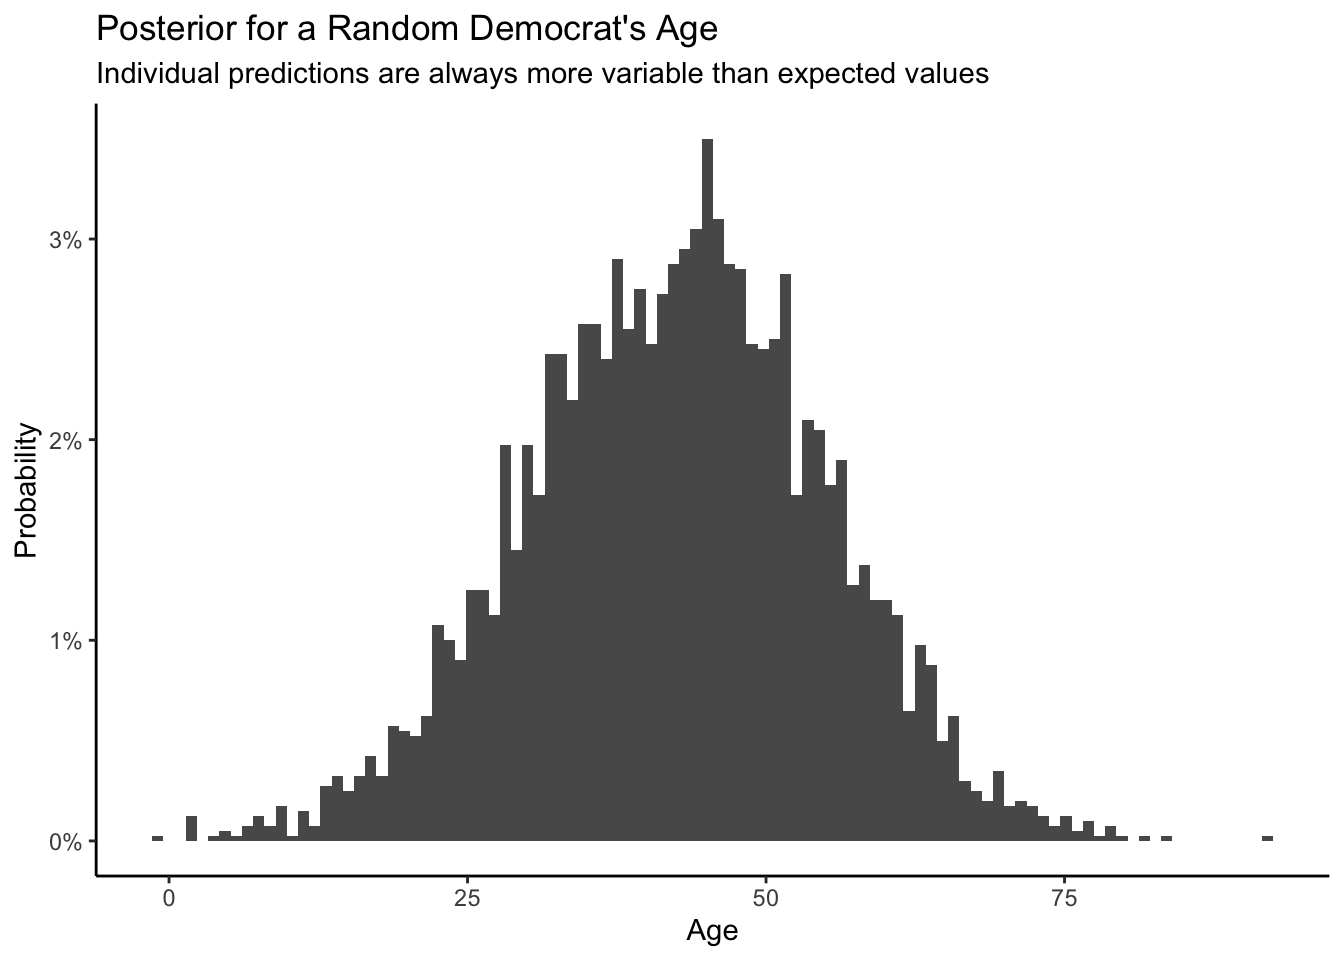 Posterior for a Random Democrat's Age
Individual predictions are always more variable than expected values
Probability
3%
2%
1%
0%
0 25 50 75
Age